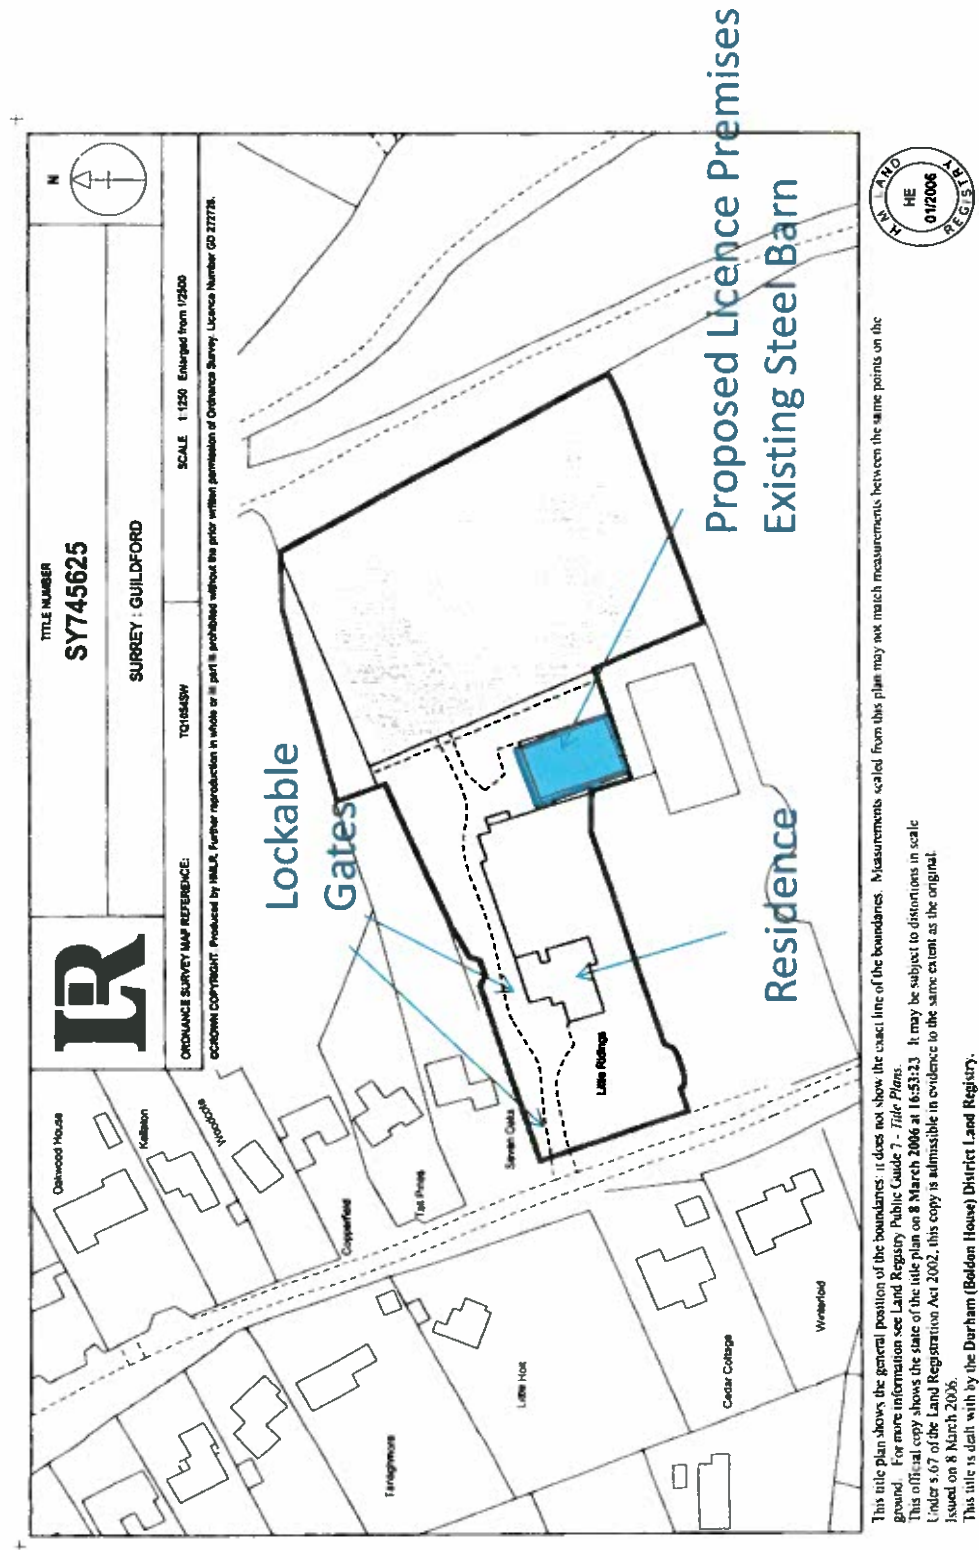 TITLE NUMBER
SY745625
SURREY : GUILDFORD
N
LR
ORDNANCE SURVEY MAP REFERENCE:
TQ1054SW
SCALE 1:1250 Enlarged from 1/2500
©CROWN COPYRIGHT. Produced by HMLR. Further reproduction in whole or in part is prohibited without the prior written permission of Ordnance Survey. Licence Number GD 272728.
Oakwood House
Woodcote
Copperfield
Tall Pines
Seven Oaks
Little Ridings
Little Holt
Cedar Cottage
Winterfold
Lockable
Gates
Residence
Proposed Licence Premises
Existing Steel Barn
H M LAND REGISTRY
HE
01/2006
This title plan shows the general position of the boundaries: it does not show the exact line of the boundaries. Measurements scaled from this plan may not match measurements between the same points on the
ground. For more information see Land Registry Public Guide 7 - Title Plans.
This official copy shows the state of the title plan on 8 March 2006 at 16:53:23 It may be subject to distortions in scale
Under s.67 of the Land Registration Act 2002, this copy is admissible in evidence to the same extent as the original.
Issued on 8 March 2006.
This title is dealt with by the Durham (Boldon House) District Land Registry.